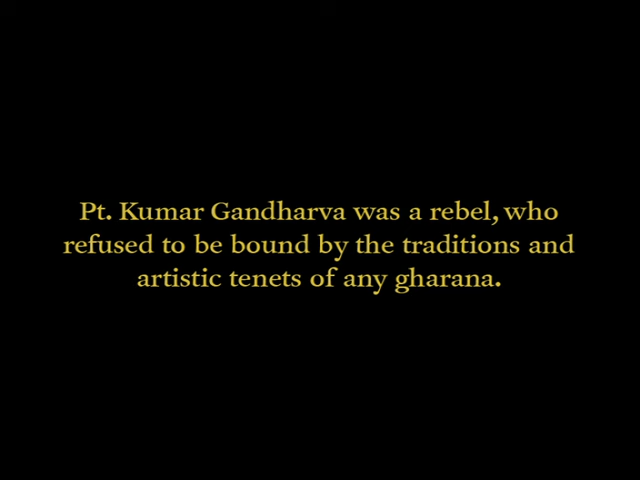 Pt. Kumar Gandharva was a rebel, who
refused to be bound by the traditions and
artistic tenets of any gharana.